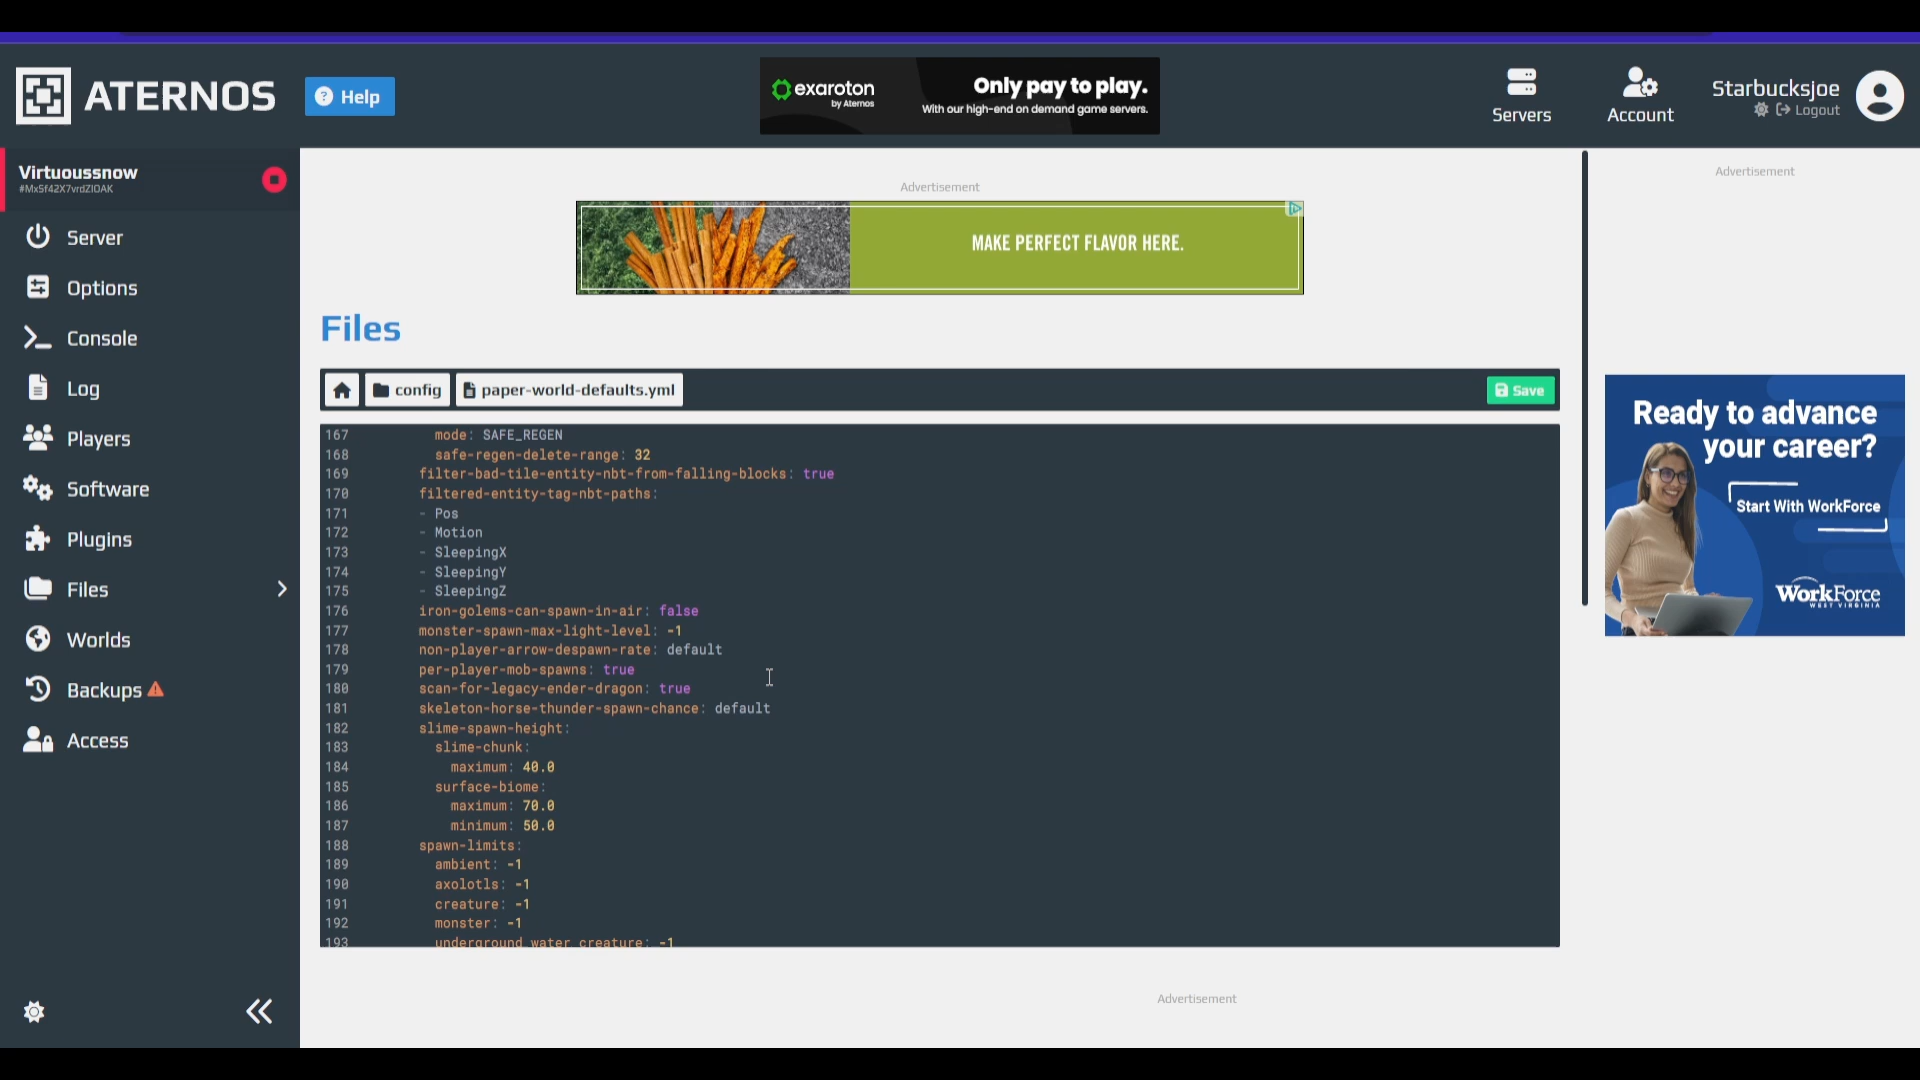 ATERNOS
Help
exaroton
by Aternos
Only pay to play.
With our high-end on demand game servers.
Servers
Account
Starbucksjoe
Logout
Virtuoussnow
#MxSf42X7vrdZIOAK
Server
Options
Console
Log
Players
Software
Plugins
Files
Worlds
Backups
Access
Advertisement
MAKE PERFECT FLAVOR HERE.
Files
config
paper-world-defaults.yml
Save
167 mode: SAFE_REGEN
168 safe-regen-delete-range: 32
169 filter-bad-tile-entity-nbt-from-falling-blocks: true
170 filtered-entity-tag-nbt-paths:
171 - Pos
172 - Motion
173 - SleepingX
174 - SleepingY
175 - SleepingZ
176 iron-golems-can-spawn-in-air: false
177 monster-spawn-max-light-level: -1
178 non-player-arrow-despawn-rate: default
179 per-player-mob-spawns: true
180 scan-for-legacy-ender-dragon: true
181 skeleton-horse-thunder-spawn-chance: default
182 slime-spawn-height:
183 slime-chunk:
184 maximum: 40.0
185 surface-biome:
186 maximum: 70.0
187 minimum: 50.0
188 spawn-limits:
189 ambient: -1
190 axolotls: -1
191 creature: -1
192 monster: -1
193 underground_water_creature: -1
Advertisement
Advertisement
Ready to advance
your career?
Start With WorkForce
WorkForce
WEST VIRGINIA